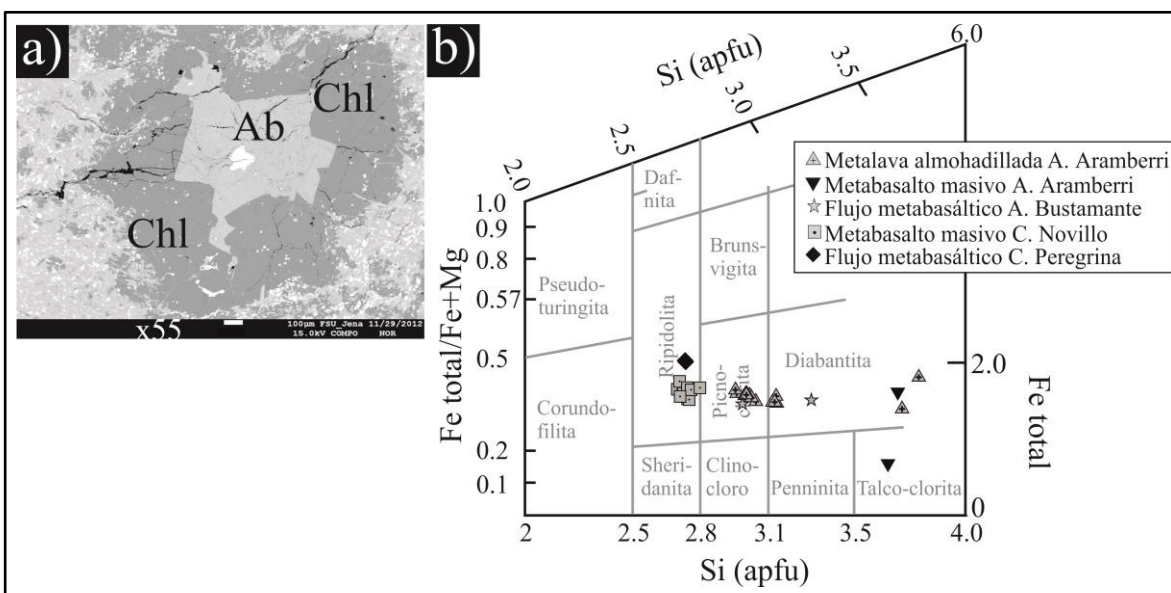 a)
Chl
Ab
Chl
x55
100µm FSU_Jena 11/29/2012
15.0kV COMPO NOR
b)
Si (apfu)
2.0
2.5
3.0
3.5
6.0
Metalava almohadillada A. Aramberri
Metabasalto masivo A. Aramberri
Flujo metabasáltico A. Bustamante
Metabasalto masivo C. Novillo
Flujo metabasáltico C. Peregrina
Fe total/Fe+Mg
1.0
0.9
0.8
0.57
0.5
0.2
0.1
Daf-
nita
Bruns-
vigita
Pseudo-
turingita
Ripidolita
Diabantita
Corundo-
filita
Sheri-
danita
Clino-
cloro
Penninita
Talco-clorita
2.0
0
Fe total
2
2.5
2.8
3.1
3.5
4.0
Si (apfu)